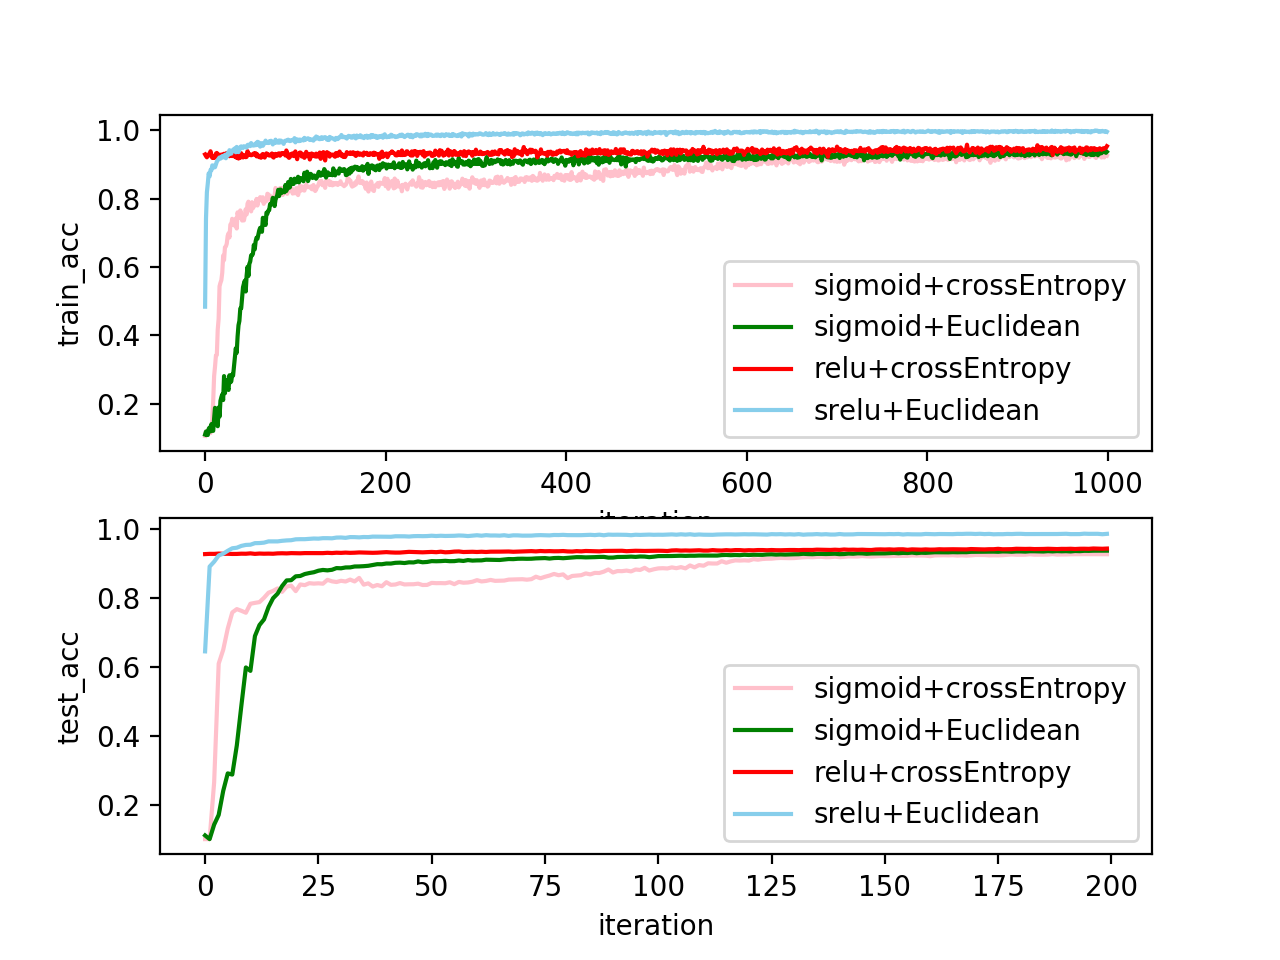 1.0
0.8
0.6
0.4
0.2
train_acc
sigmoid+crossEntropy
sigmoid+Euclidean
relu+crossEntropy
srelu+Euclidean
0 200 400 600 800 1000
iteration
1.0
0.8
0.6
0.4
0.2
test_acc
sigmoid+crossEntropy
sigmoid+Euclidean
relu+crossEntropy
srelu+Euclidean
0 25 50 75 100 125 150 175 200
iteration